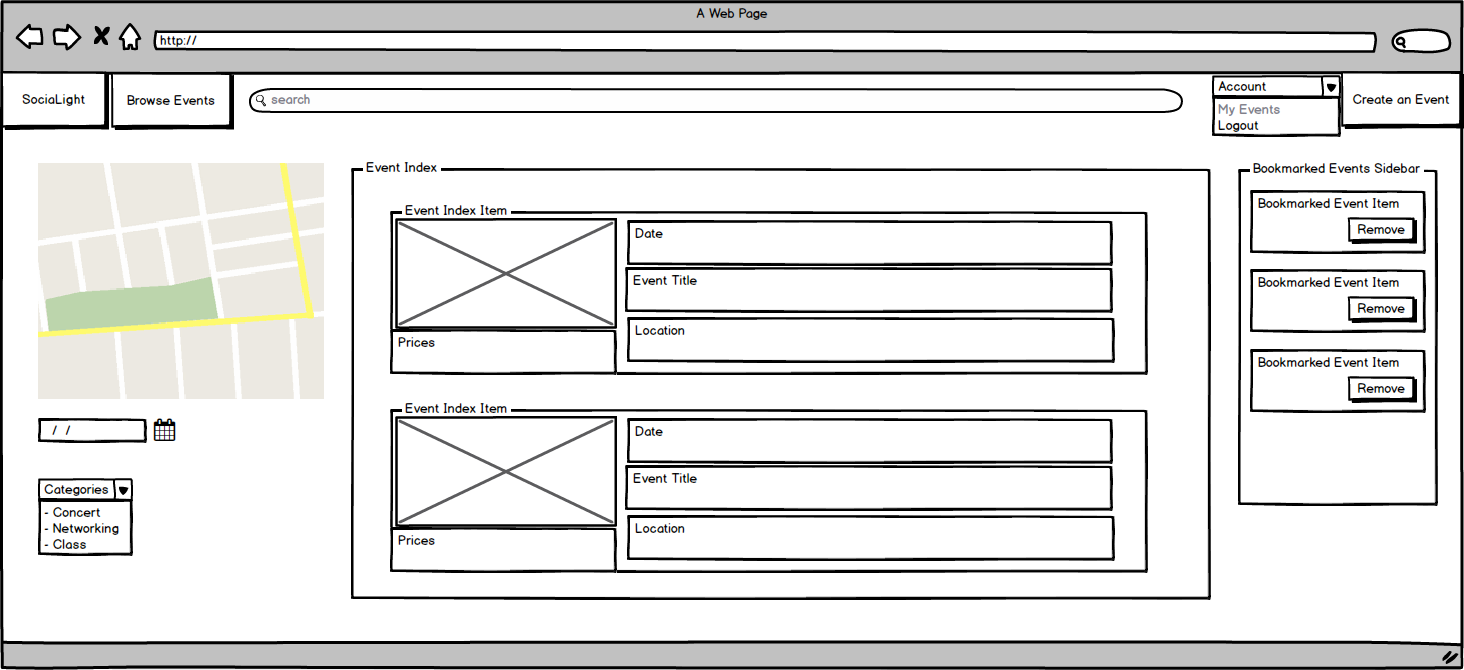 A Web Page
http://
SociaLight
Browse Events
search
Account
My Events
Logout
Create an Event
/ /
Categories
- Concert
- Networking
- Class
Event Index
Event Index Item
Prices
Date
Event Title
Location
Event Index Item
Prices
Date
Event Title
Location
Bookmarked Events Sidebar
Bookmarked Event Item
Remove
Bookmarked Event Item
Remove
Bookmarked Event Item
Remove